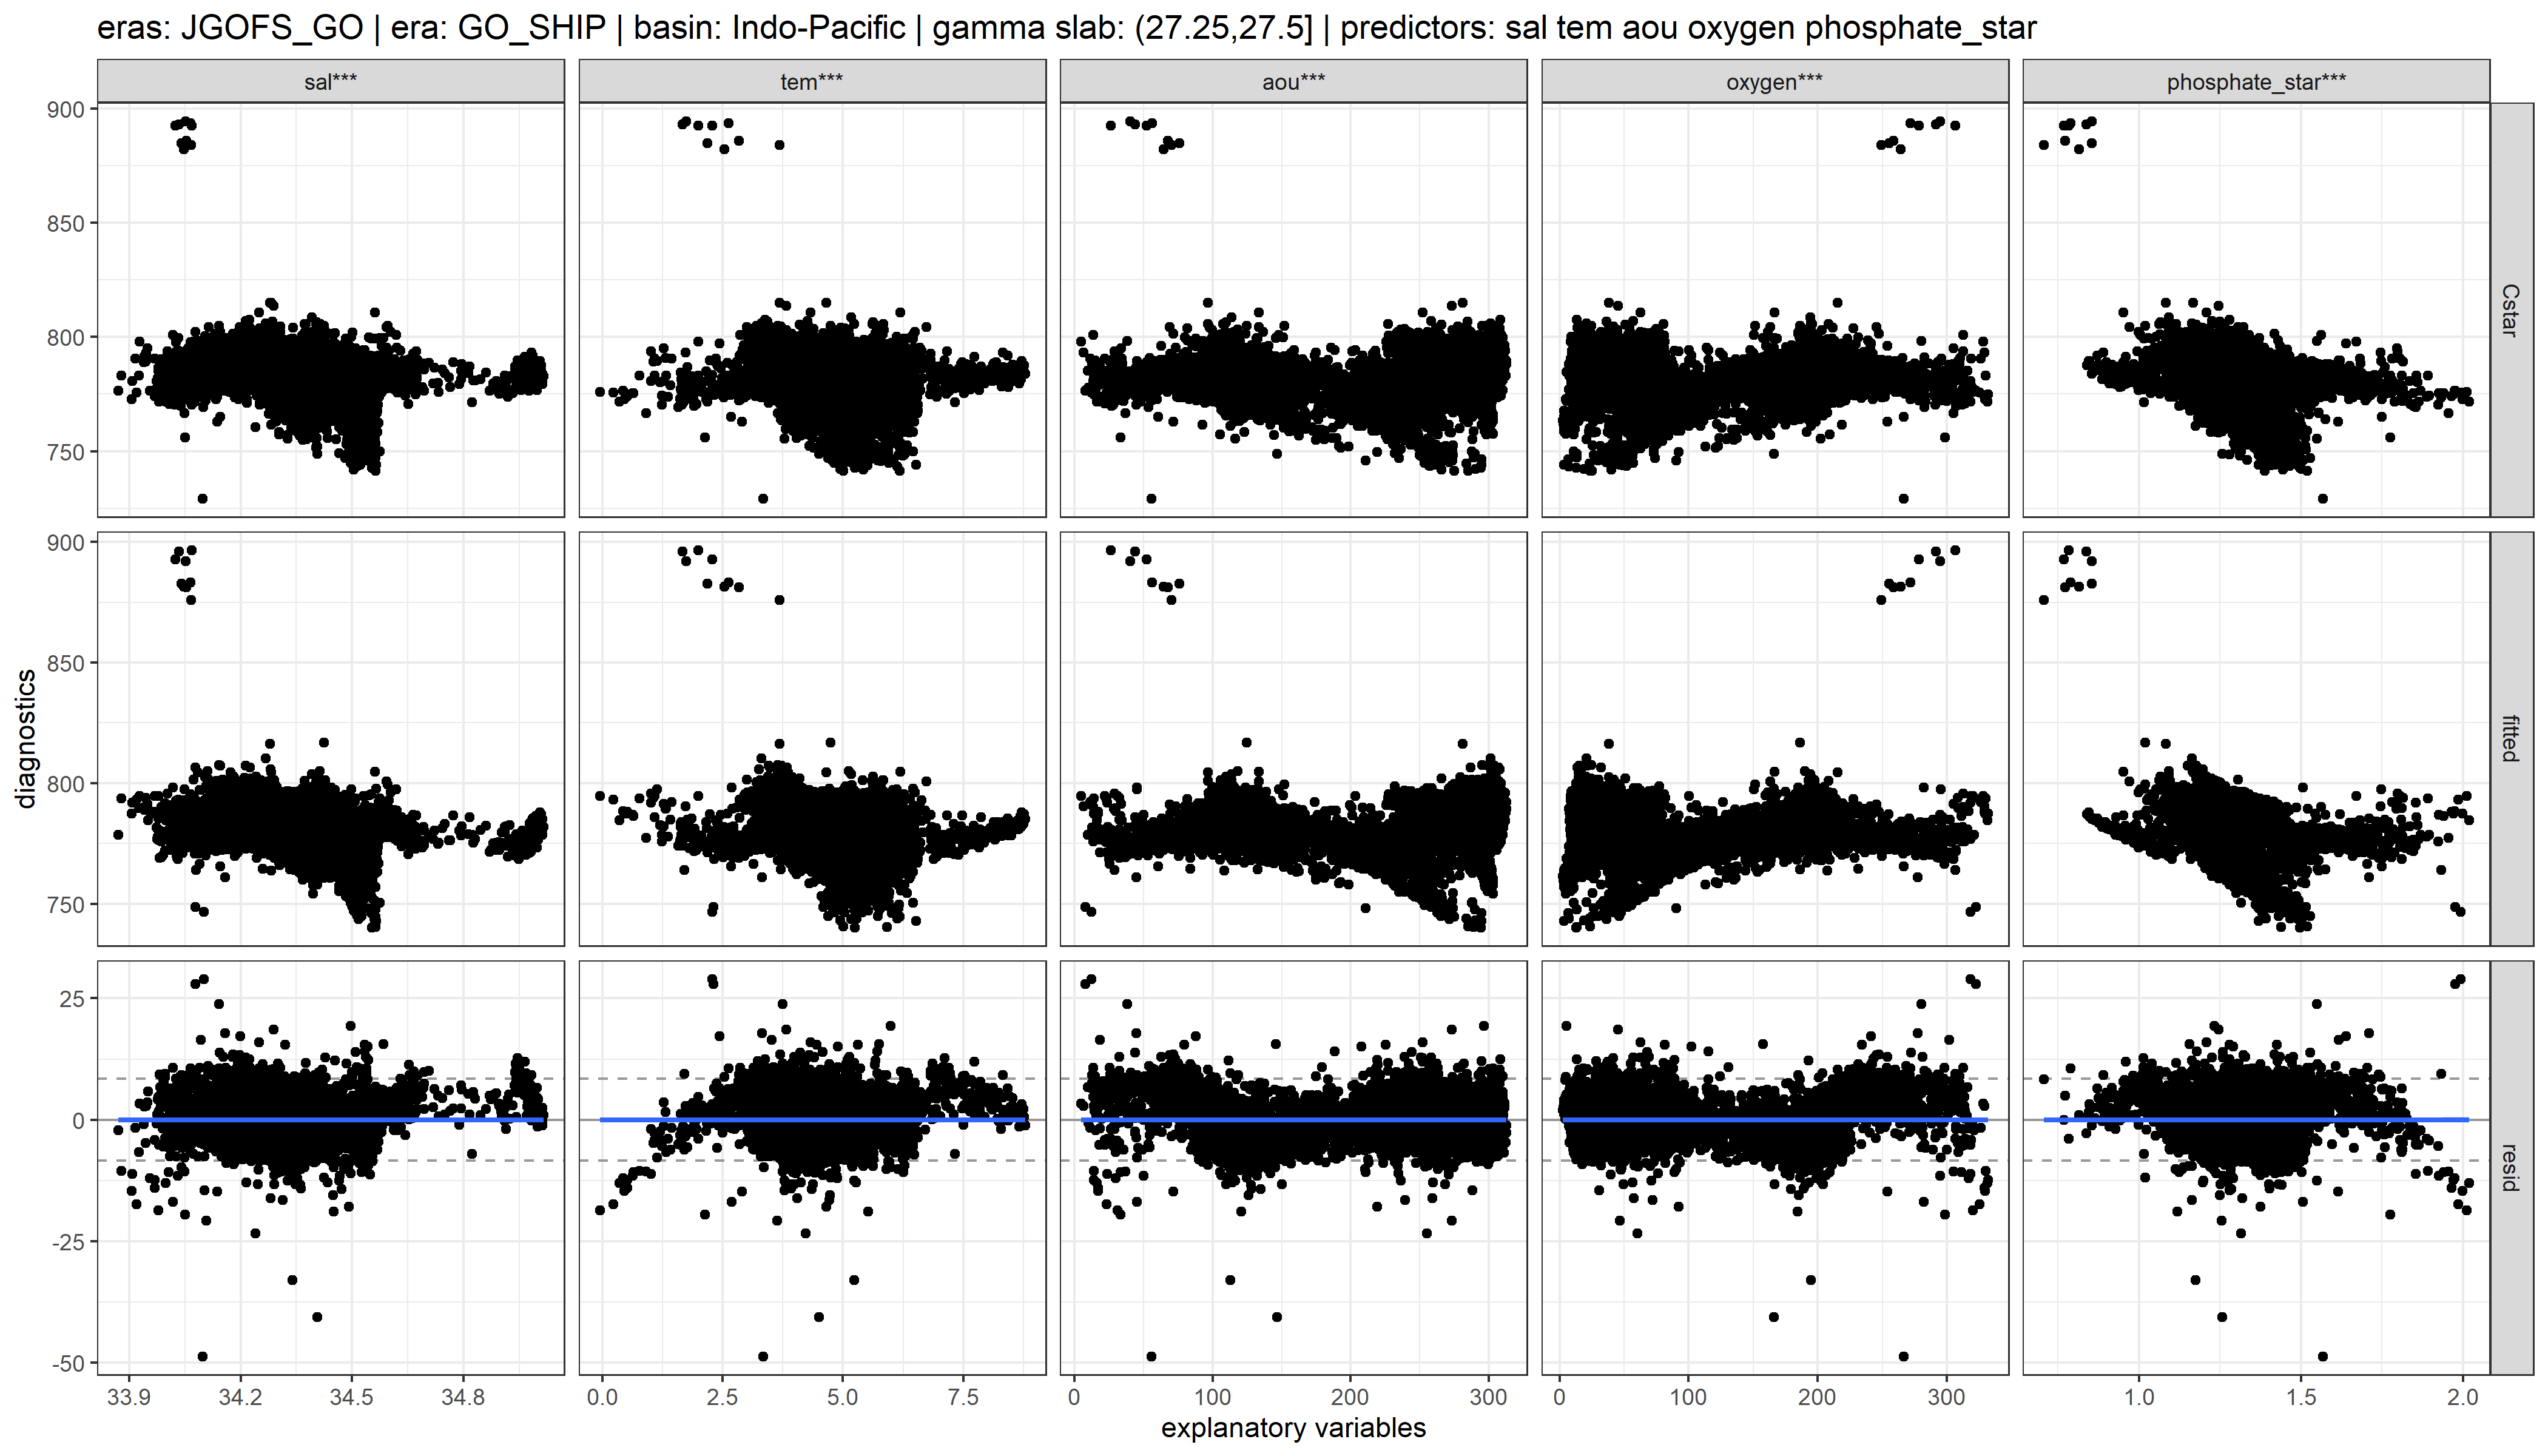 eras: JGOFS_GO | era: GO_SHIP | basin: Indo-Pacific | gamma slab: (27.25,27.5] | predictors: sal tem aou oxygen phosphate_star
sal*** tem*** aou*** oxygen*** phosphate_star***
900
850
800
750
Cstar
900
850
800
750
fitted
diagnostics
25
0
-25
-50
resid
33.9 34.2 34.5 34.8 0.0 2.5 5.0 7.5 0 100 200 300 0 100 200 300 1.0 1.5 2.0
explanatory variables